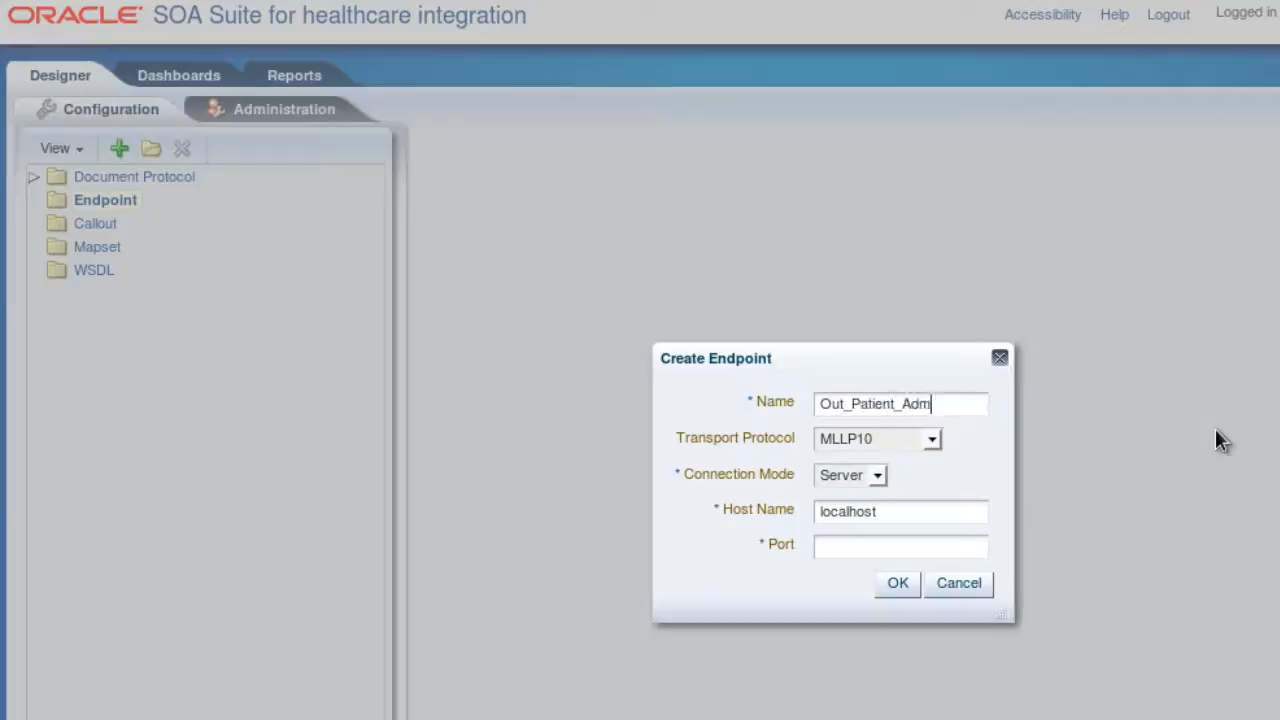 ORACLE SOA Suite for healthcare integration
Accessibility Help Logout Logged in
Designer Dashboards Reports
Configuration Administration
View
Document Protocol
Endpoint
Callout
Mapset
WSDL
Create Endpoint
* Name Out_Patient_Adm
Transport Protocol MLLP10
* Connection Mode Server
* Host Name localhost
* Port
OK Cancel